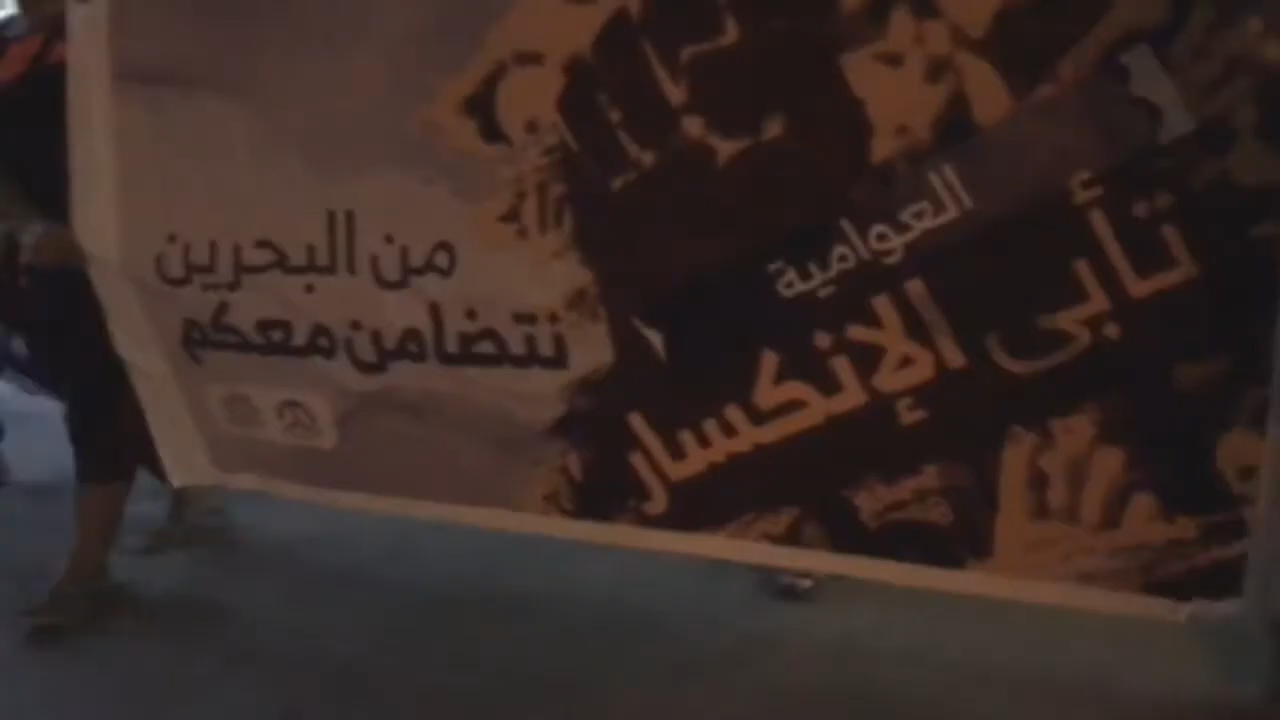 العوامية
تأبى الإنكسار
من البحرين
نتضامن معكم